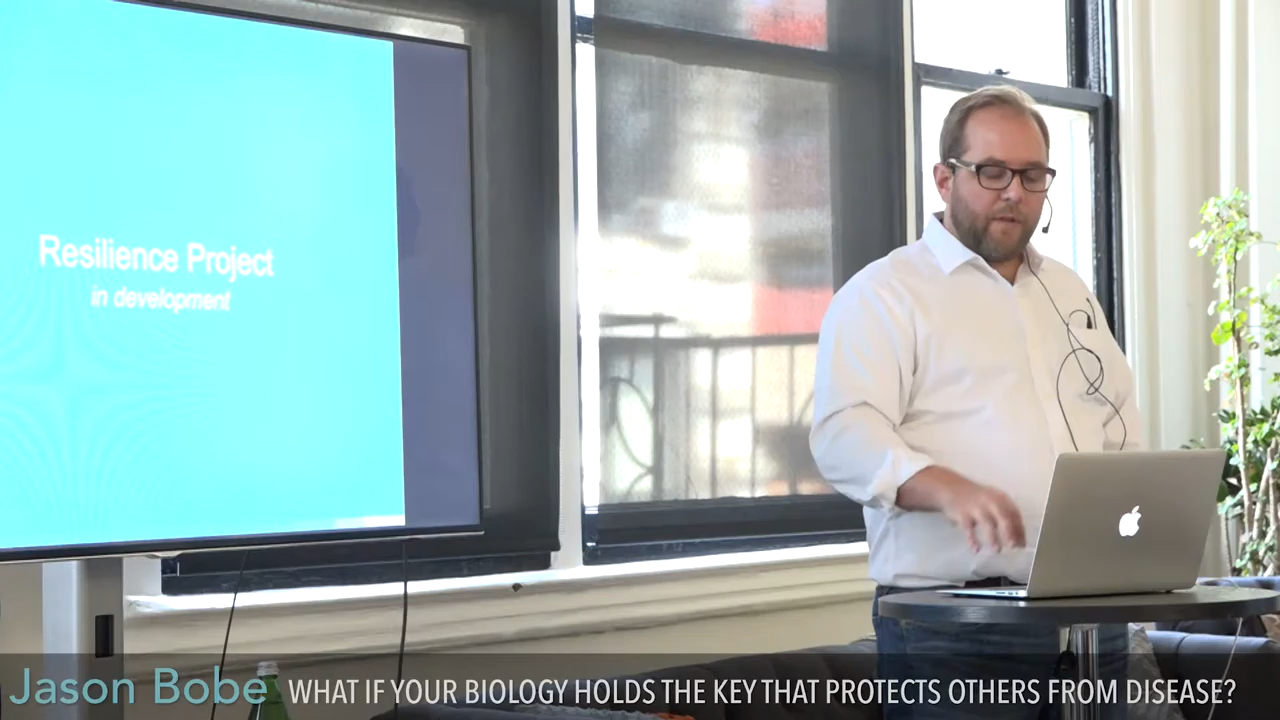 Resilience Project
in development
Jason Bobe WHAT IF YOUR BIOLOGY HOLDS THE KEY THAT PROTECTS OTHERS FROM DISEASE?